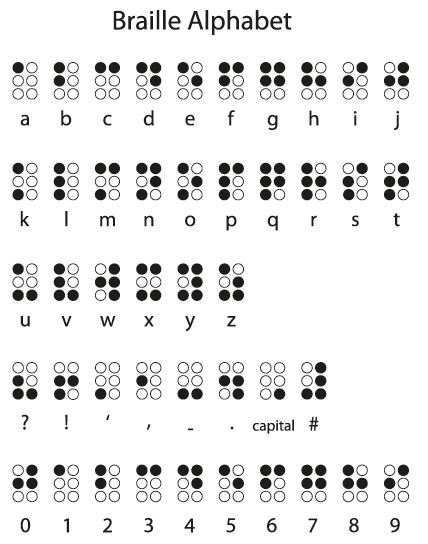 Braille Alphabet
a b c d e f g h i j
k l m n o p q r s t
u v w x y z
? ! ‘ , - . capital #
0 1 2 3 4 5 6 7 8 9